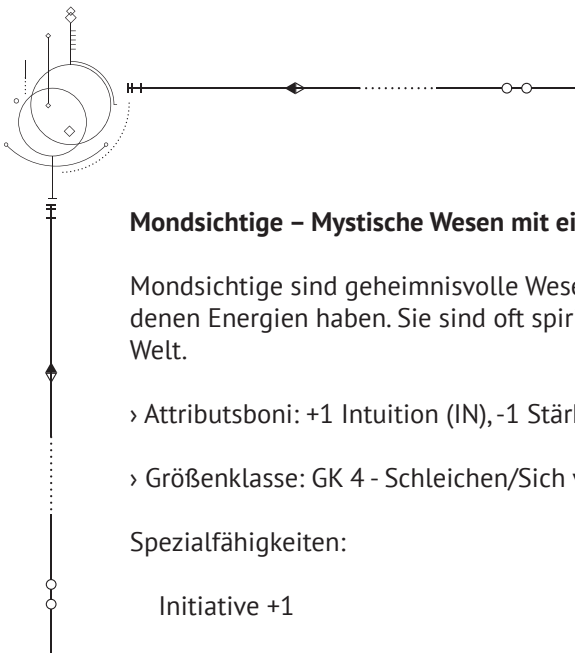 Mondsichtige – Mystische Wesen mit ei
Mondsichtige sind geheimnisvolle Wese
denen Energien haben. Sie sind oft spir
Welt.
› Attributsboni: +1 Intuition (IN), -1 Stär
› Größenklasse: GK 4 - Schleichen/Sich
Spezialfähigkeiten:
Initiative +1